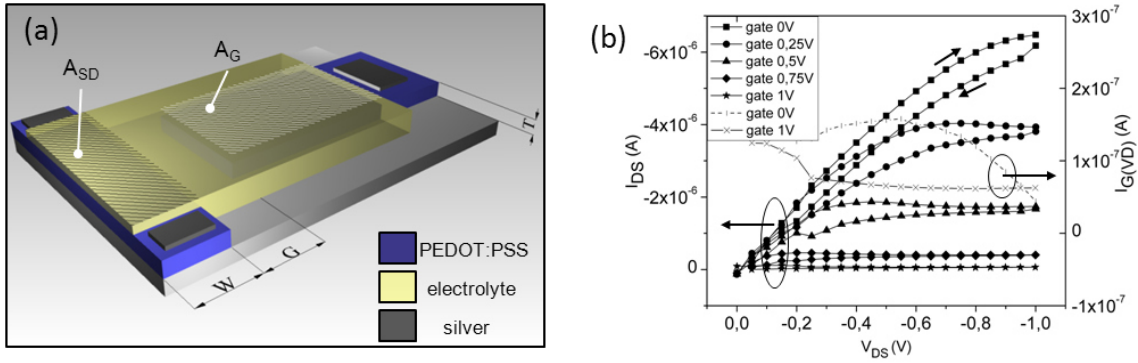 (a)
A_SD
A_G
T
W
G
PEDOT:PSS
electrolyte
silver
(b)
gate 0V
gate 0,25V
gate 0,5V
gate 0,75V
gate 1V
gate 0V
gate 1V
-6x10⁻⁶
-4x10⁻⁶
-2x10⁻⁶
0
I_DS (A)
3x10⁻⁷
2x10⁻⁷
1x10⁻⁷
0
-1x10⁻⁷
I_G(VD) (A)
0,0 -0,2 -0,4 -0,6 -0,8 -1,0
V_DS (V)